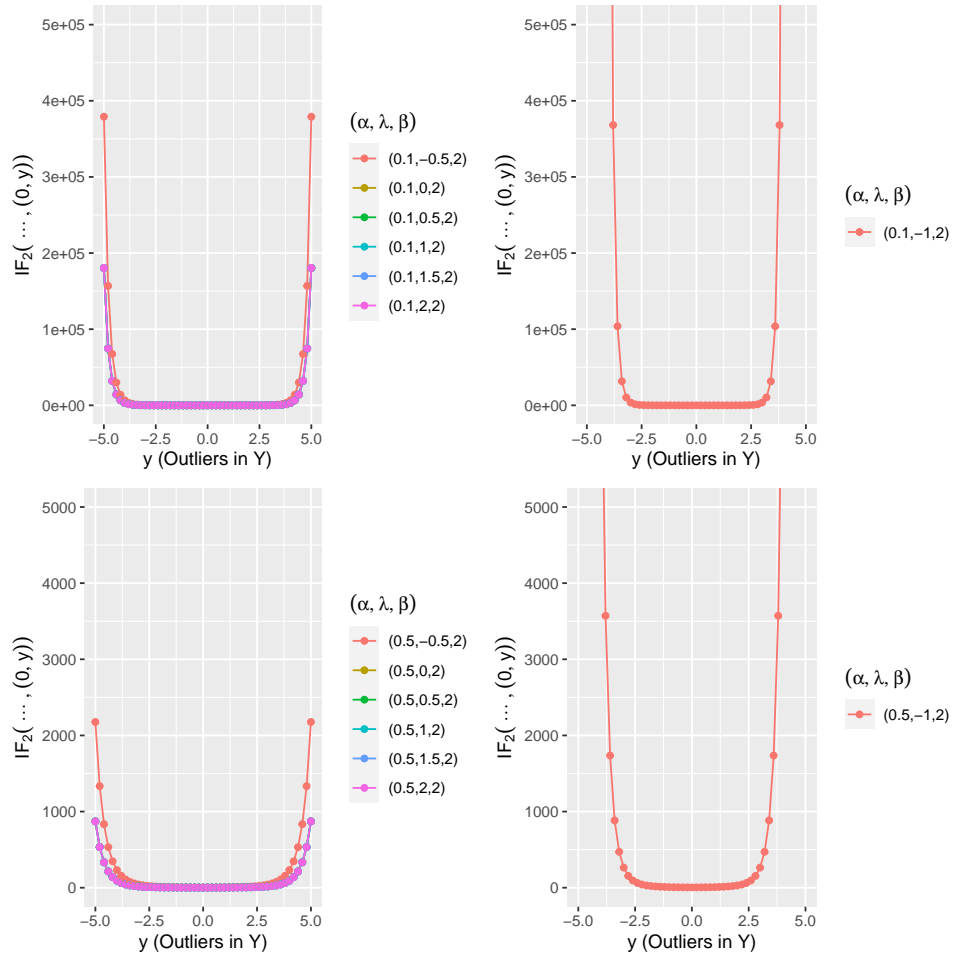 5e+05
4e+05
3e+05
2e+05
1e+05
0e+00
IF₂( ⋯ , (0, y))
−5.0 −2.5 0.0 2.5 5.0
y (Outliers in Y)
(α, λ, β)
(0.1,−0.5,2)
(0.1,0,2)
(0.1,0.5,2)
(0.1,1,2)
(0.1,1.5,2)
(0.1,2,2)
5e+05
4e+05
3e+05
2e+05
1e+05
0e+00
IF₂( ⋯ , (0, y))
−5.0 −2.5 0.0 2.5 5.0
y (Outliers in Y)
(α, λ, β)
(0.1,−1,2)
5000
4000
3000
2000
1000
0
IF₂( ⋯ , (0, y))
−5.0 −2.5 0.0 2.5 5.0
y (Outliers in Y)
(α, λ, β)
(0.5,−0.5,2)
(0.5,0,2)
(0.5,0.5,2)
(0.5,1,2)
(0.5,1.5,2)
(0.5,2,2)
5000
4000
3000
2000
1000
0
IF₂( ⋯ , (0, y))
−5.0 −2.5 0.0 2.5 5.0
y (Outliers in Y)
(α, λ, β)
(0.5,−1,2)